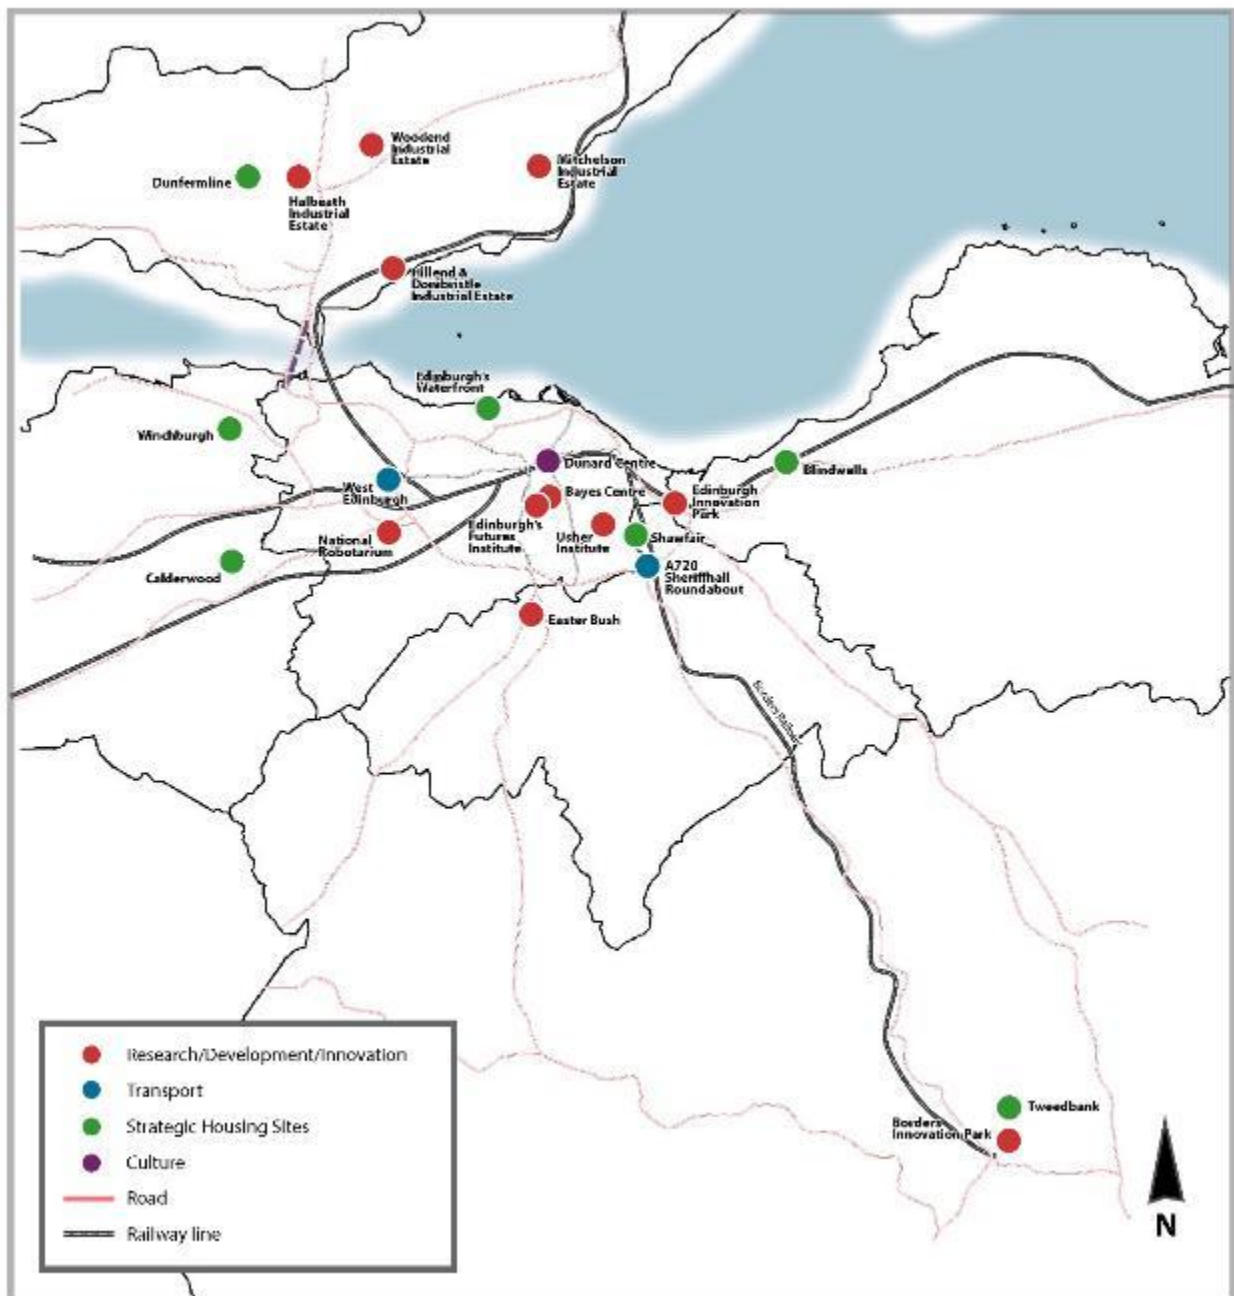 Woodend
Industrial
Estate
Mitchelson
Industrial
Estate
Dunfermline
Halbeath
Industrial
Estate
Hillend &
Donibristle
Industrial Estate
Edinburgh's
Waterfront
Winchburgh
Dunard Centre
Blindwells
West
Edinburgh
Bayes Centre
Edinburgh
Innovation
Park
Edinburgh's
Futures
Institute
Usher
Institute
Shawfair
National
Robotarium
Calderwood
A720
Sheriffhall
Roundabout
Easter Bush
Borders Railway
Research/Development/Innovation
Transport
Strategic Housing Sites
Culture
Road
Railway line
Tweedbank
Borders
Innovation Park
N